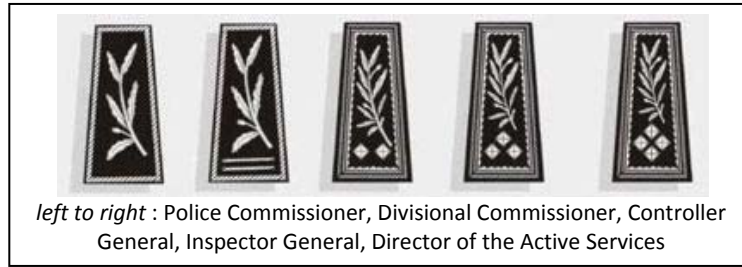 left to right : Police Commissioner, Divisional Commissioner, Controller
General, Inspector General, Director of the Active Services